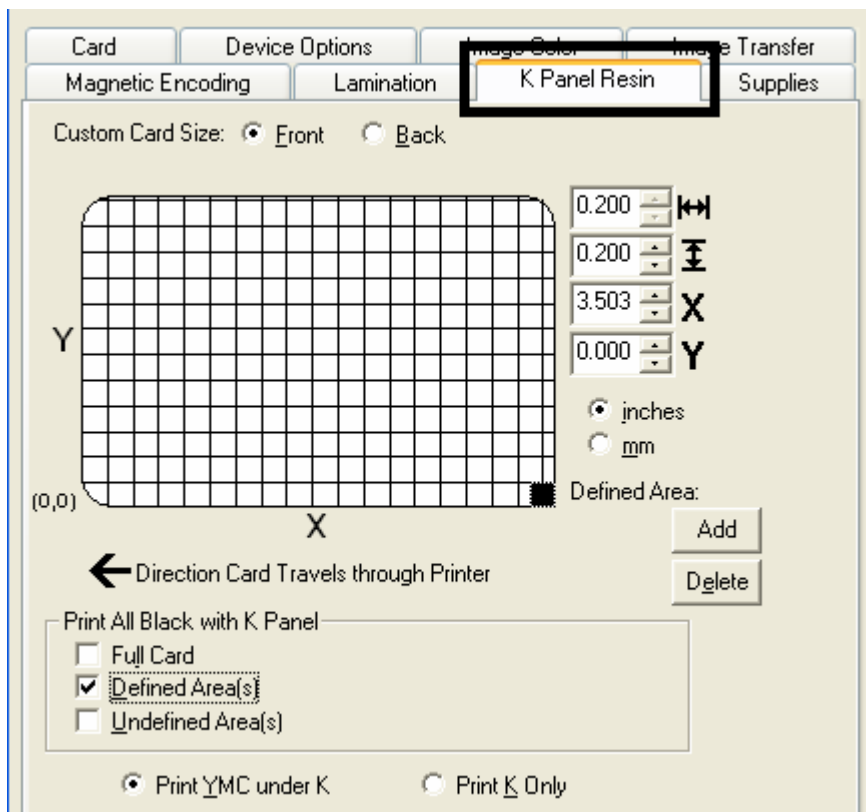 Card Device Options Image Color Image Transfer
Magnetic Encoding Lamination K Panel Resin Supplies
Custom Card Size: Front Back
0.200
0.200
3.503 X
Y
0.000 Y
inches
mm
(0,0)
Defined Area:
X
Add
Direction Card Travels through Printer
Delete
Print All Black with K Panel
Full Card
Defined Area(s)
Undefined Area(s)
Print YMC under K Print K Only